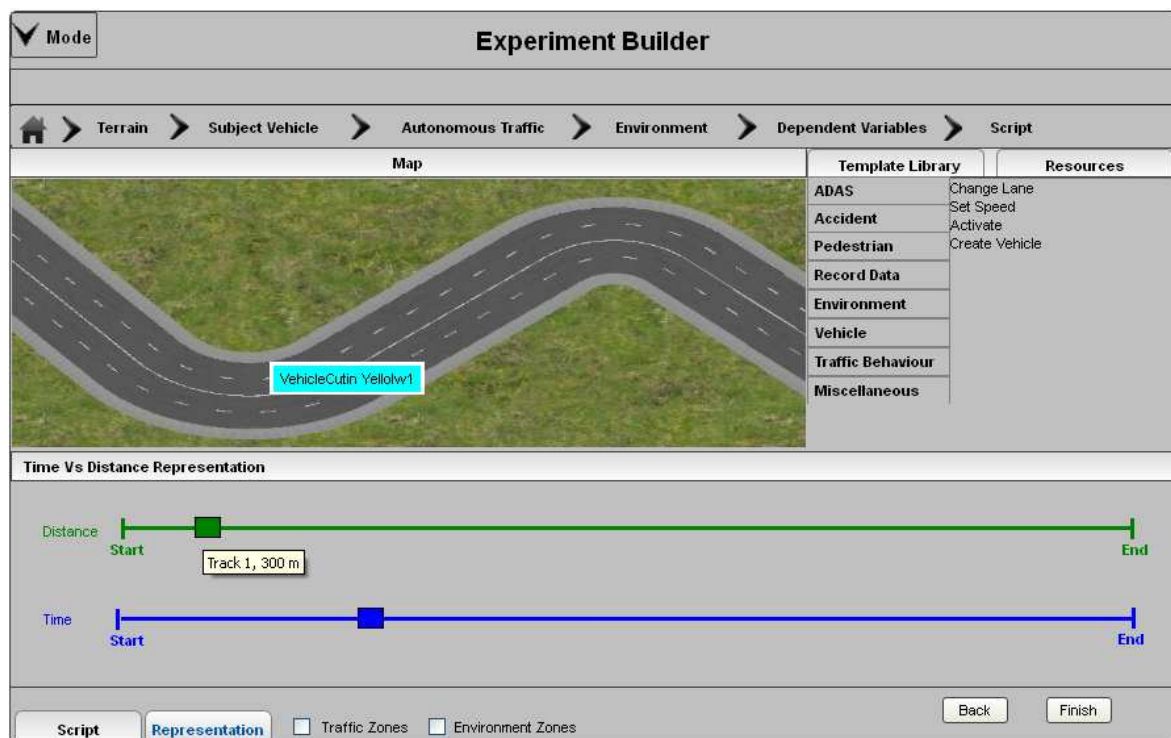 Mode
Experiment Builder
Terrain Subject Vehicle Autonomous Traffic Environment Dependent Variables Script
Map
Template Library Resources
ADAS
Accident
Pedestrian
Record Data
Environment
Vehicle
Traffic Behaviour
Miscellaneous
Change Lane
Set Speed
Activate
Create Vehicle
VehicleCutin Yellolw1
Time Vs Distance Representation
Distance
Start
End
Track 1, 300 m
Time
Start
End
Script Representation Traffic Zones Environment Zones Back Finish